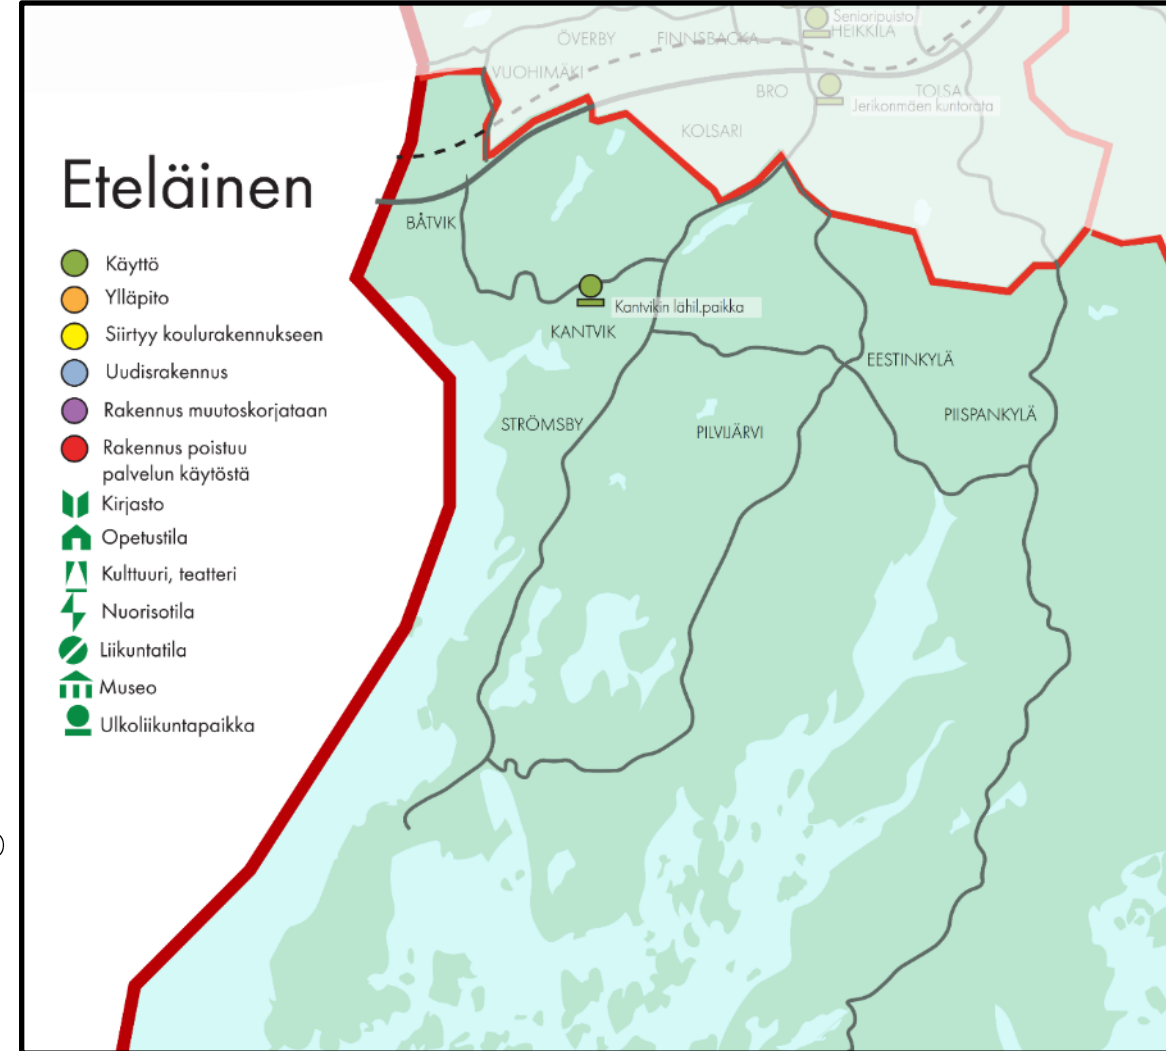 Senioripuisto
HEIKKILÄ
ÖVERBY
FINNSBACKA
VUOHIMÄKI
BRO
TOLSA
Jerikonmäen kuntorata
KOLSARI
Eteläinen
BÅTVIK
Käyttö
Ylläpito
Siirtyy koulurakennukseen
Uudisrakennus
Rakennus muutoskorjataan
Rakennus poistuu
palvelun käytöstä
Kirjasto
Opetustila
Kulttuuri, teatteri
Nuorisotila
Liikuntatila
Museo
Ulkoliikuntapaikka
Kantvikin lähil.paikka
KANTVIK
EESTINKYLÄ
STRÖMSBY
PILVIJÄRVI
PIISPANKYLÄ